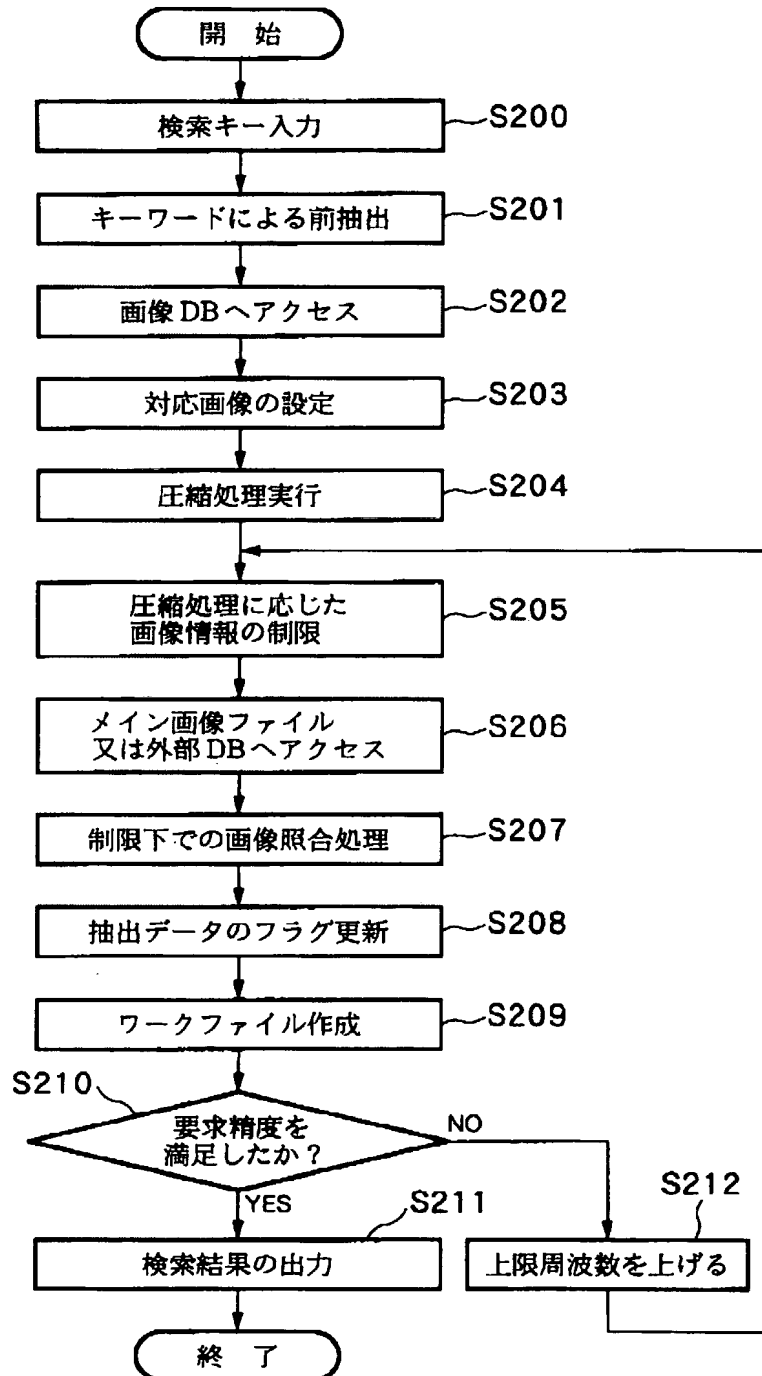 開 始
検索キー入力
S200
キーワードによる前抽出
S201
画像DBへアクセス
S202
対応画像の設定
S203
圧縮処理実行
S204
圧縮処理に応じた
画像情報の制限
S205
メイン画像ファイル
又は外部DBへアクセス
S206
制限下での画像照合処理
S207
抽出データのフラグ更新
S208
ワークファイル作成
S209
S210
要求精度を
満足したか?
NO
YES
S211
検索結果の出力
S212
上限周波数を上げる
終 了